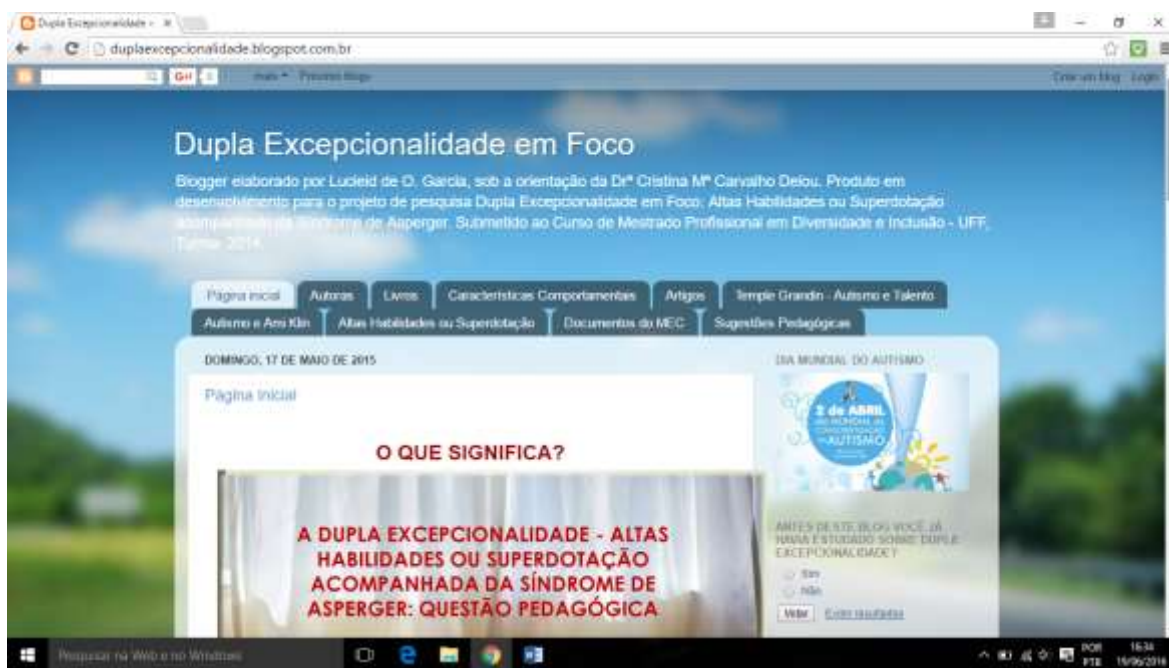 Dupla Excepcionalidade -
duplaexcepcionalidade.blogspot.com.br
mais Próximo blog»
Criar um blog Login
Dupla Excepcionalidade em Foco
Blogger elaborado por Lucieid de O. Garcia, sob a orientação da Drª Cristina Mª Carvalho Delou. Produto em
desenvolvimento para o projeto de pesquisa Dupla Excepcionalidade em Foco: Altas Habilidades ou Superdotação
acompanhada da Síndrome de Asperger. Submetido ao Curso de Mestrado Profissional em Diversidade e Inclusão - UFF,
Turma: 2014.
Página inicial Autoras Livros Características Comportamentais Artigos Temple Grandin - Autismo e Talento
Autismo e Ami Klin Altas Habilidades ou Superdotação Documentos do MEC Sugestões Pedagógicas
DOMINGO, 17 DE MAIO DE 2015
Página Inicial
O QUE SIGNIFICA?
A DUPLA EXCEPCIONALIDADE - ALTAS
HABILIDADES OU SUPERDOTAÇÃO
ACOMPANHADA DA SÍNDROME DE
ASPERGER: QUESTÃO PEDAGÓGICA
DIA MUNDIAL DO AUTISMO
2 de ABRIL
AUTISMO
ANTES DESTE BLOG VOCÊ JÁ
HAVIA ESTUDADO SOBRE DUPLA
EXCEPCIONALIDADE?
Sim
Não
Votar Exibir resultados
Pesquisar na Web e no Windows
POR 16:34
PTB2